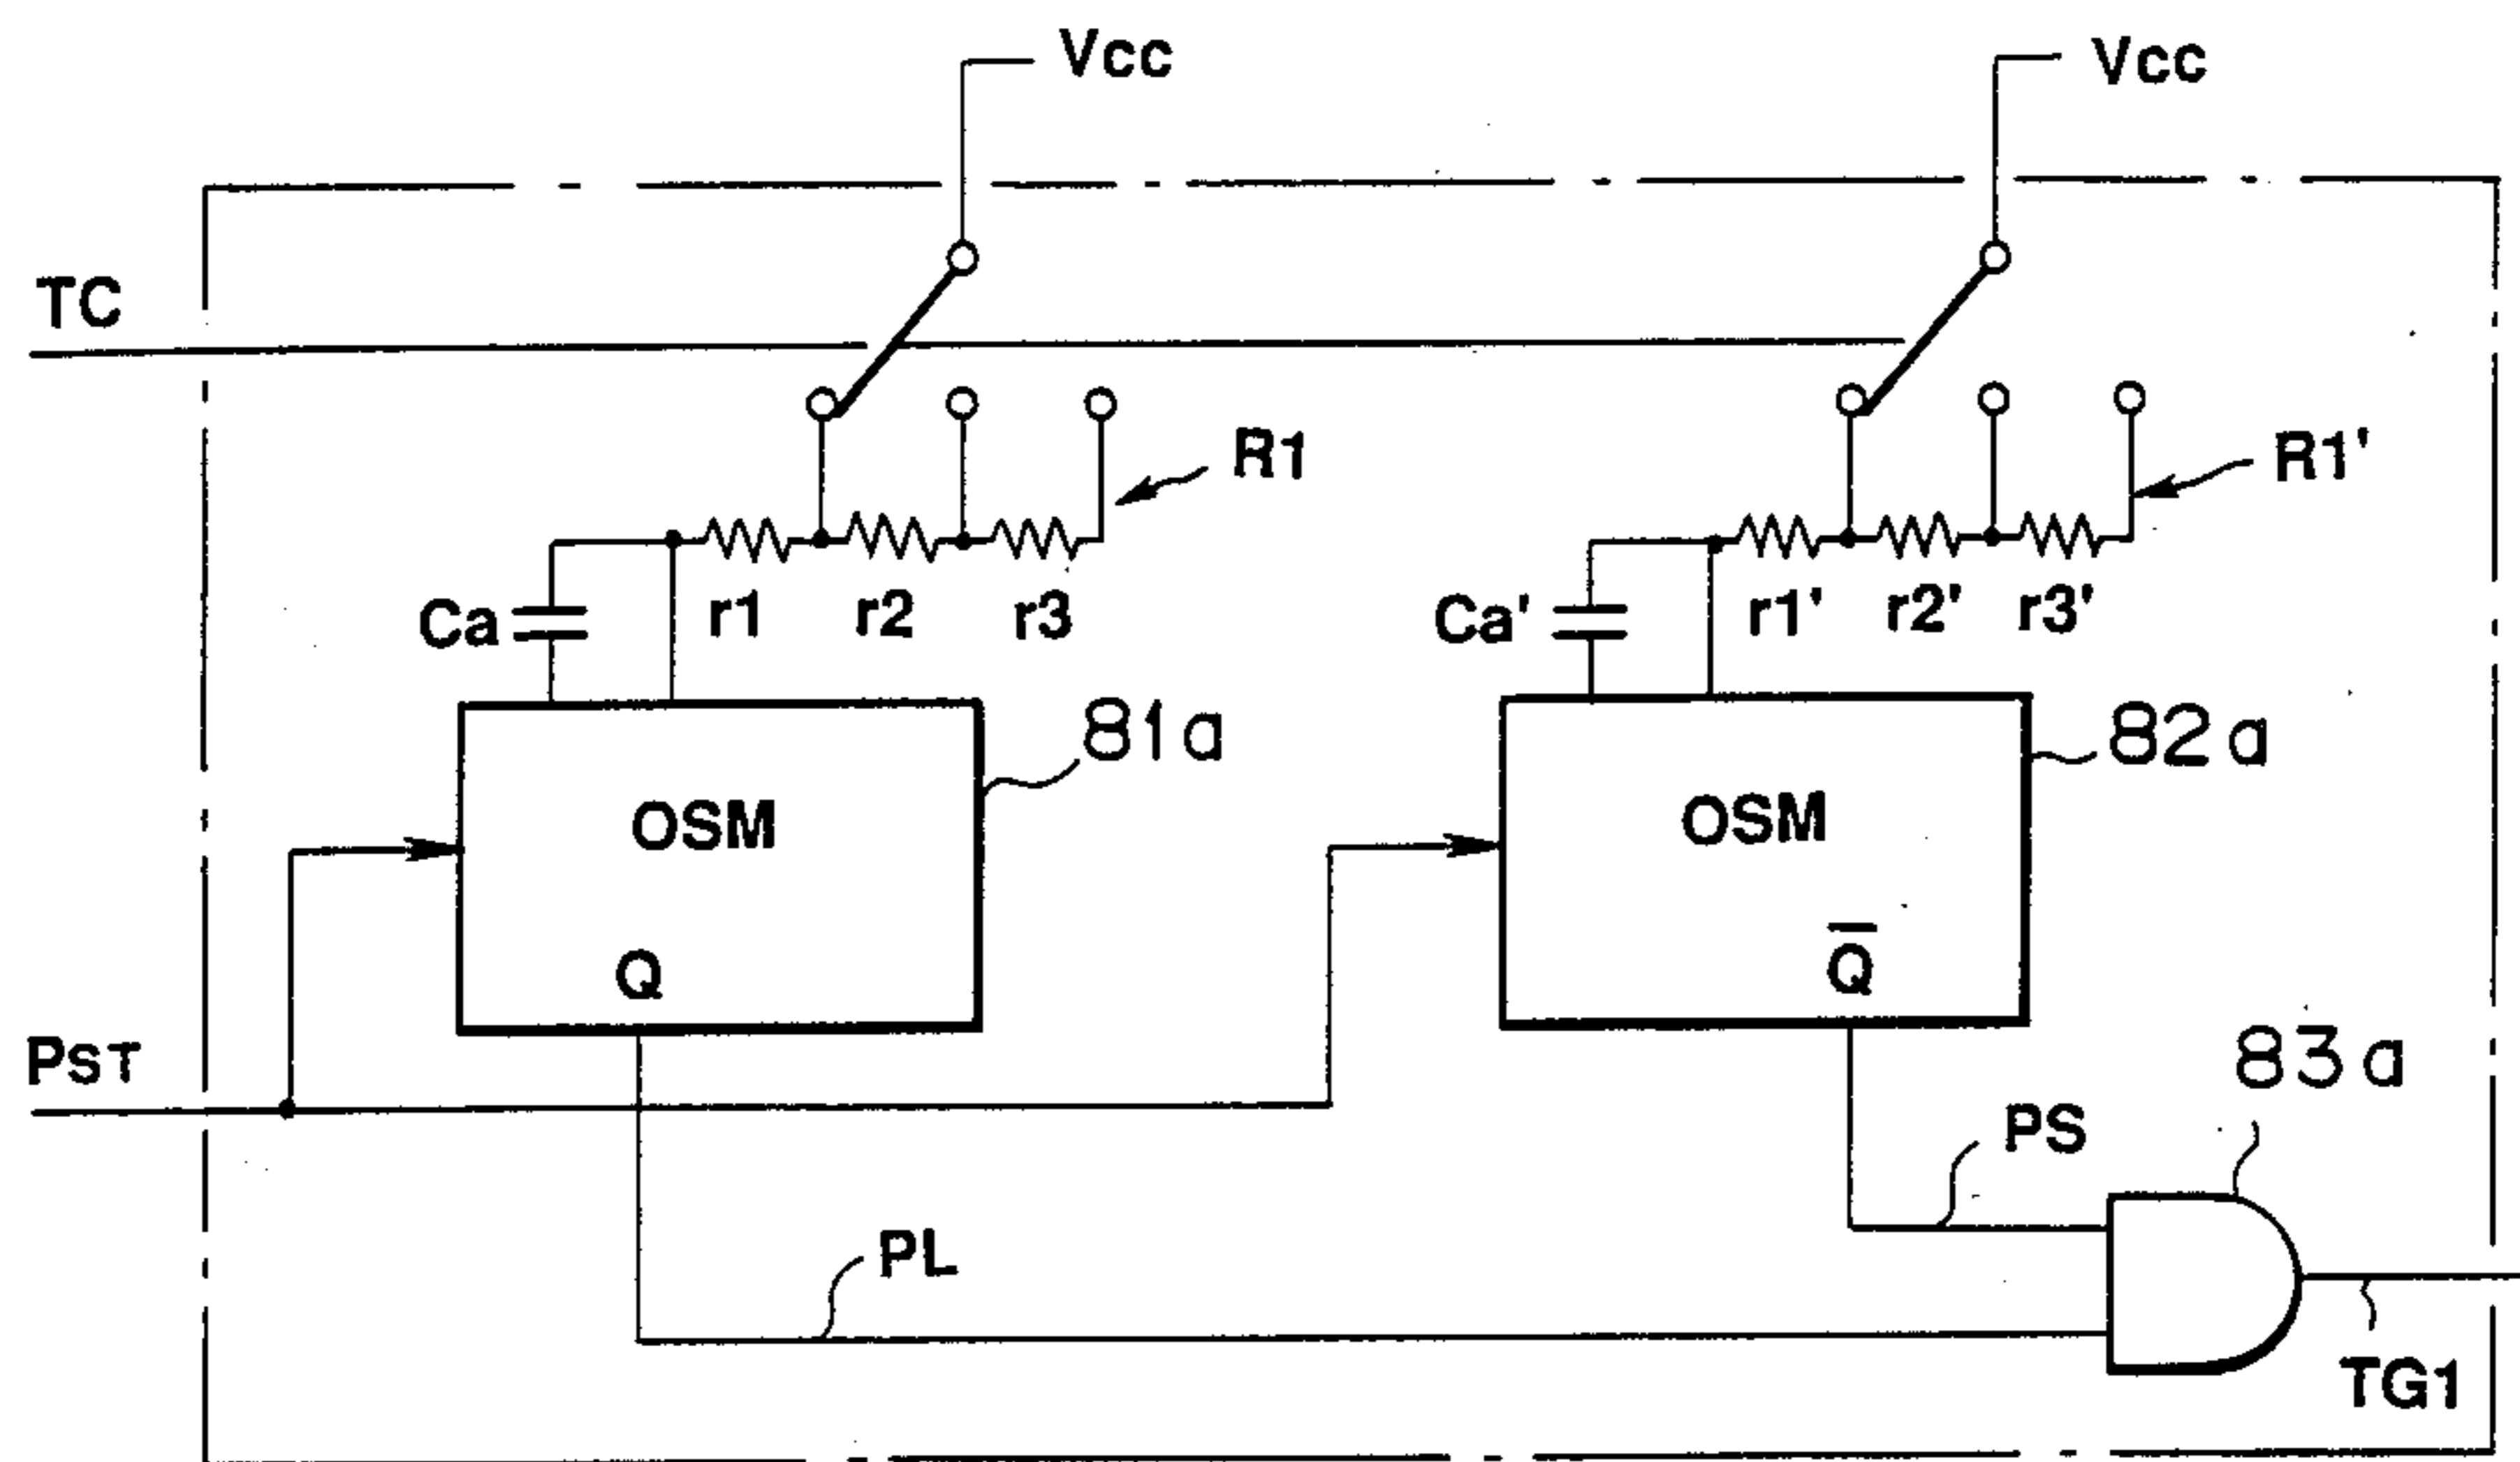 Vcc
Vcc
TC
R1
R1'
Ca
r1
r2
r3
Ca'
r1'
r2'
r3'
81a
82a
OSM
OSM
Q
Q̅
PST
83a
PS
PL
TG1